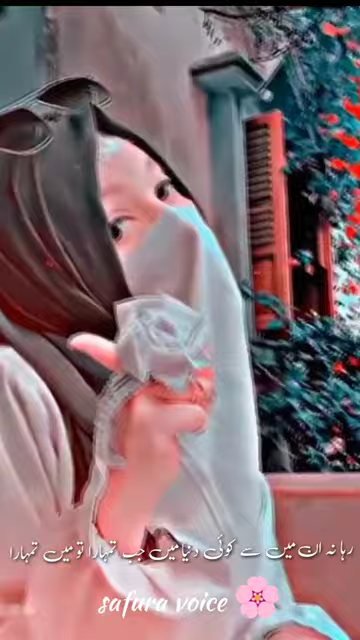 رہا نہ ان میں سے کوئی دنیا میں جب تمہارا تو میں تمہارا
safura voice